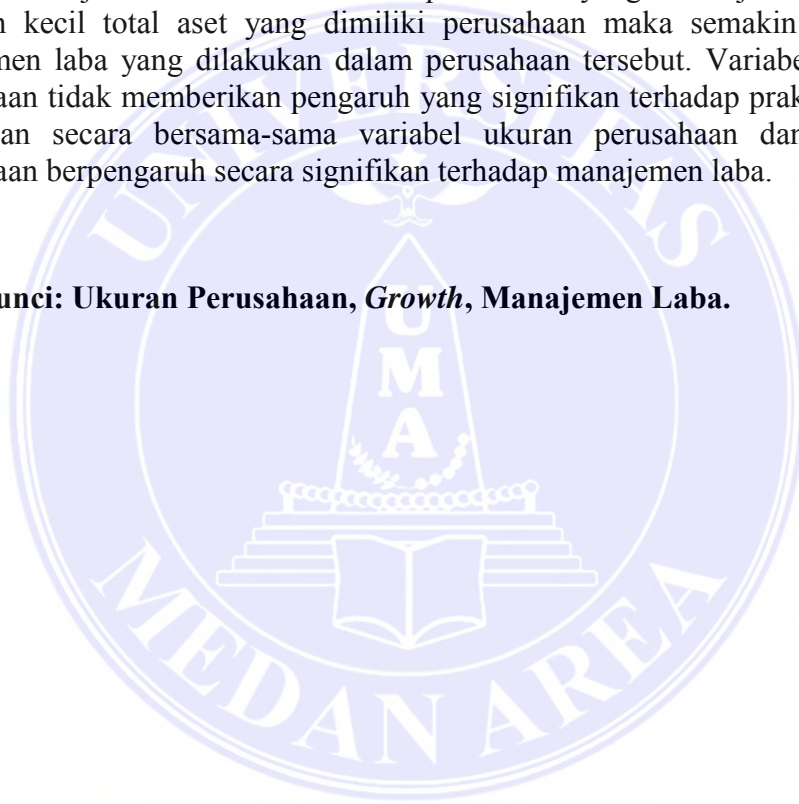 kecil total aset yang dimiliki perusahaan maka semakin
men laba yang dilakukan dalam perusahaan tersebut. Variabe
aan tidak memberikan pengaruh yang signifikan terhadap prak
an secara bersama-sama variabel ukuran perusahaan dan
aan berpengaruh secara signifikan terhadap manajemen laba.
unci: Ukuran Perusahaan, Growth, Manajemen Laba.
UNIVERSITAS
U
M
A
MEDAN AREA